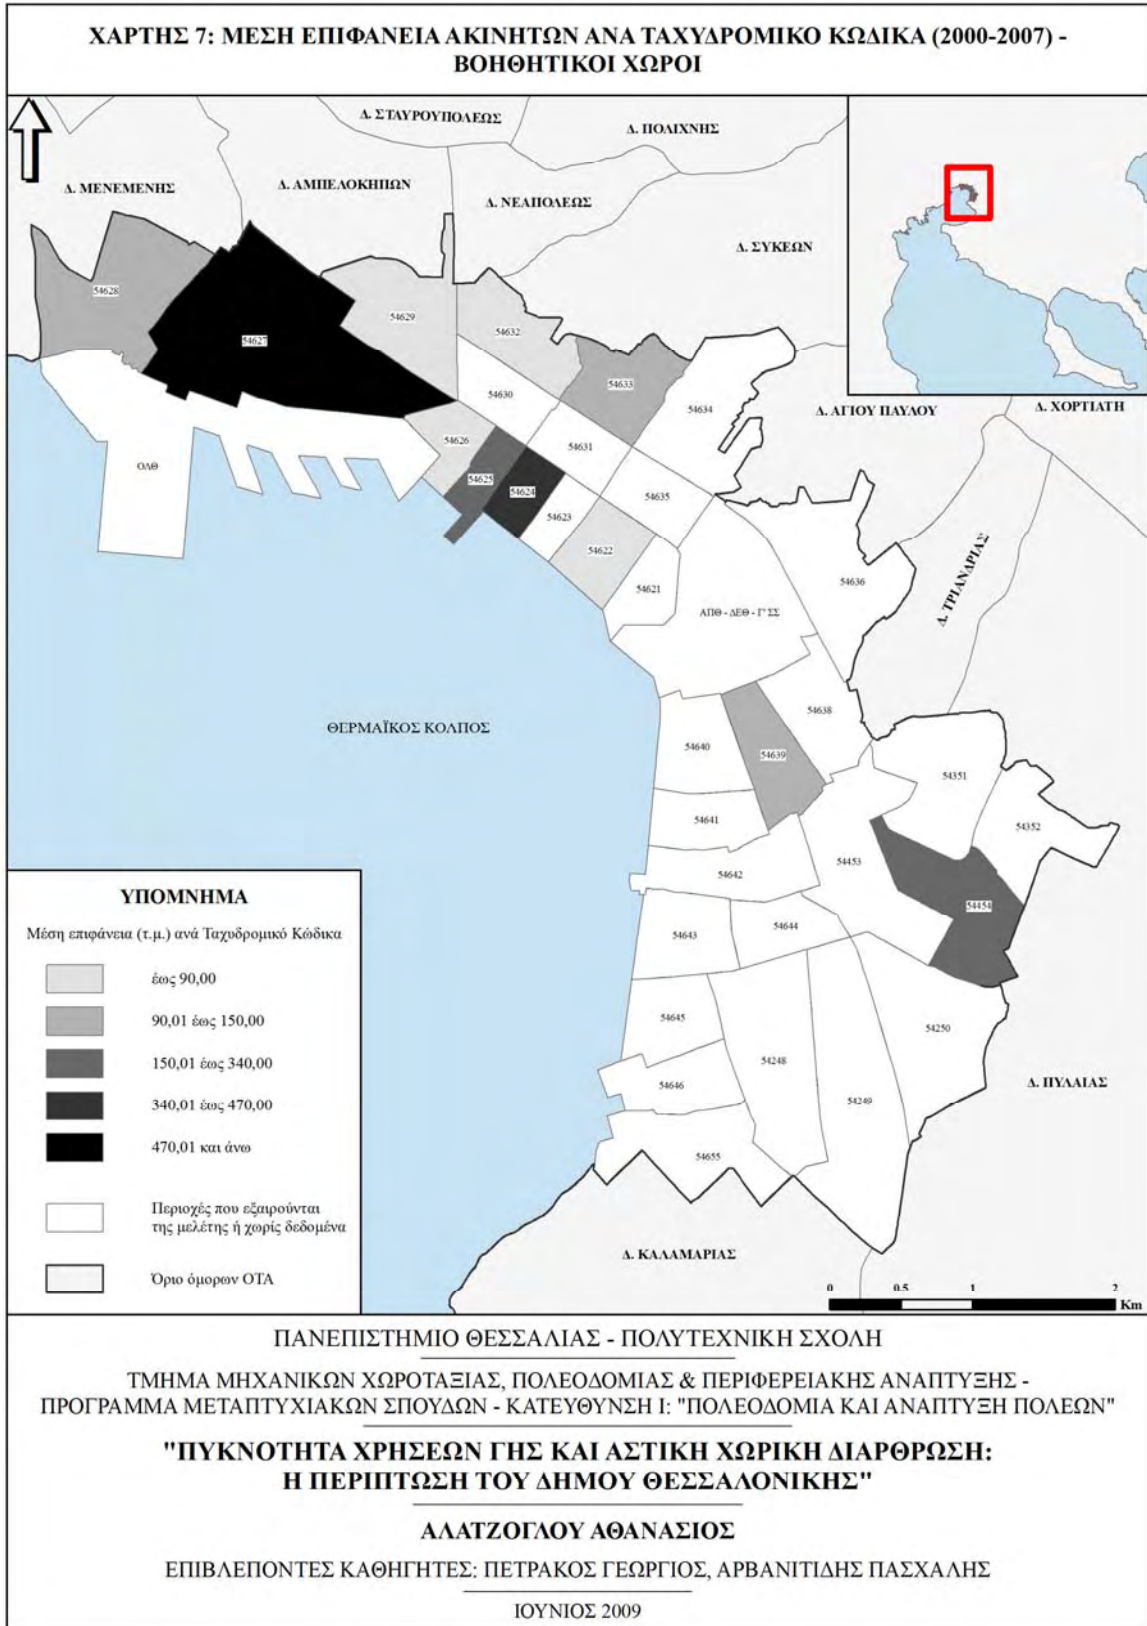 ΧΑΡΤΗΣ 7: ΜΕΣΗ ΕΠΙΦΑΝΕΙΑ ΑΚΙΝΗΤΩΝ ΑΝΑ ΤΑΧΥΔΡΟΜΙΚΟ ΚΩΔΙΚΑ (2000-2007) -
ΒΟΗΘΗΤΙΚΟΙ ΧΩΡΟΙ
Δ. ΣΤΑΥΡΟΥΠΟΛΕΩΣ
Δ. ΠΟΛΙΧΝΗΣ
Δ. ΜΕΝΕΜΕΝΗΣ
Δ. ΑΜΠΕΛΟΚΗΠΩΝ
Δ. ΝΕΑΠΟΛΕΩΣ
Δ. ΣΥΚΕΩΝ
54628
54627
54629
54632
54633
54630
54634
Δ. ΑΓΙΟΥ ΠΑΥΛΟΥ
Δ. ΧΟΡΤΙΑΤΗ
54626
54631
ΟΛΘ
54625
54624
54635
54623
54622
54621
54636
Δ. ΤΡΙΑΝΔΡΙΑΣ
ΑΠΘ - ΔΕΘ - Γ' ΣΣ
ΘΕΡΜΑΪΚΟΣ ΚΟΛΠΟΣ
54638
54640
54639
54351
54641
54352
54453
54642
54454
54644
54643
54645
54250
54248
54646
54249
Δ. ΠΥΛΑΙΑΣ
54655
Δ. ΚΑΛΑΜΑΡΙΑΣ
ΥΠΟΜΝΗΜΑ
Μέση επιφάνεια (τ.μ.) ανά Ταχυδρομικό Κώδικα
έως 90,00
90,01 έως 150,00
150,01 έως 340,00
340,01 έως 470,00
470,01 και άνω
Περιοχές που εξαιρούνται
της μελέτης ή χωρίς δεδομένα
Όριο όμορων ΟΤΑ
0 0.5 1 2
Km
ΠΑΝΕΠΙΣΤΗΜΙΟ ΘΕΣΣΑΛΙΑΣ - ΠΟΛΥΤΕΧΝΙΚΗ ΣΧΟΛΗ
ΤΜΗΜΑ ΜΗΧΑΝΙΚΩΝ ΧΩΡΟΤΑΞΙΑΣ, ΠΟΛΕΟΔΟΜΙΑΣ & ΠΕΡΙΦΕΡΕΙΑΚΗΣ ΑΝΑΠΤΥΞΗΣ -
ΠΡΟΓΡΑΜΜΑ ΜΕΤΑΠΤΥΧΙΑΚΩΝ ΣΠΟΥΔΩΝ - ΚΑΤΕΥΘΥΝΣΗ Ι: "ΠΟΛΕΟΔΟΜΙΑ ΚΑΙ ΑΝΑΠΤΥΞΗ ΠΟΛΕΩΝ"
"ΠΥΚΝΟΤΗΤΑ ΧΡΗΣΕΩΝ ΓΗΣ ΚΑΙ ΑΣΤΙΚΗ ΧΩΡΙΚΗ ΔΙΑΡΘΡΩΣΗ:
Η ΠΕΡΙΠΤΩΣΗ ΤΟΥ ΔΗΜΟΥ ΘΕΣΣΑΛΟΝΙΚΗΣ"
ΑΛΑΤΖΟΓΛΟΥ ΑΘΑΝΑΣΙΟΣ
ΕΠΙΒΛΕΠΟΝΤΕΣ ΚΑΘΗΓΗΤΕΣ: ΠΕΤΡΑΚΟΣ ΓΕΩΡΓΙΟΣ, ΑΡΒΑΝΙΤΙΔΗΣ ΠΑΣΧΑΛΗΣ
ΙΟΥΝΙΟΣ 2009